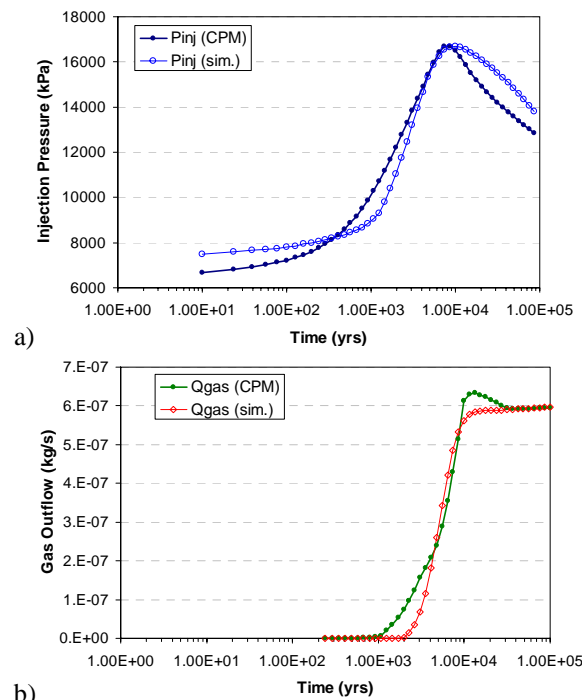 Pinj (CPM)
Pinj (sim.)
Injection Pressure (kPa)
16000
14000
12000
10000
8000
6000
1.00E+00 1.00E+01 1.00E+02 1.00E+03 1.00E+04 1.00E+05
Time (yrs)
a)
Qgas (CPM)
Qgas (sim.)
Gas Outflow (kg/s)
7.E-07
6.E-07
5.E-07
4.E-07
3.E-07
2.E-07
1.E-07
0.E+00
1.00E+00 1.00E+01 1.00E+02 1.00E+03 1.00E+04 1.00E+05
Time (yrs)
b)